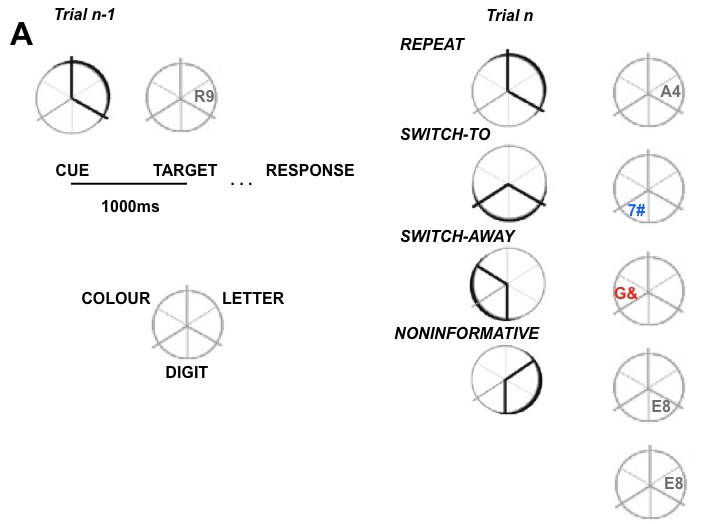 A
Trial n-1
R9
CUE TARGET ... RESPONSE
1000ms
COLOUR LETTER
DIGIT
Trial n
REPEAT
A4
SWITCH-TO
7#
SWITCH-AWAY
G&
NONINFORMATIVE
E8
E8